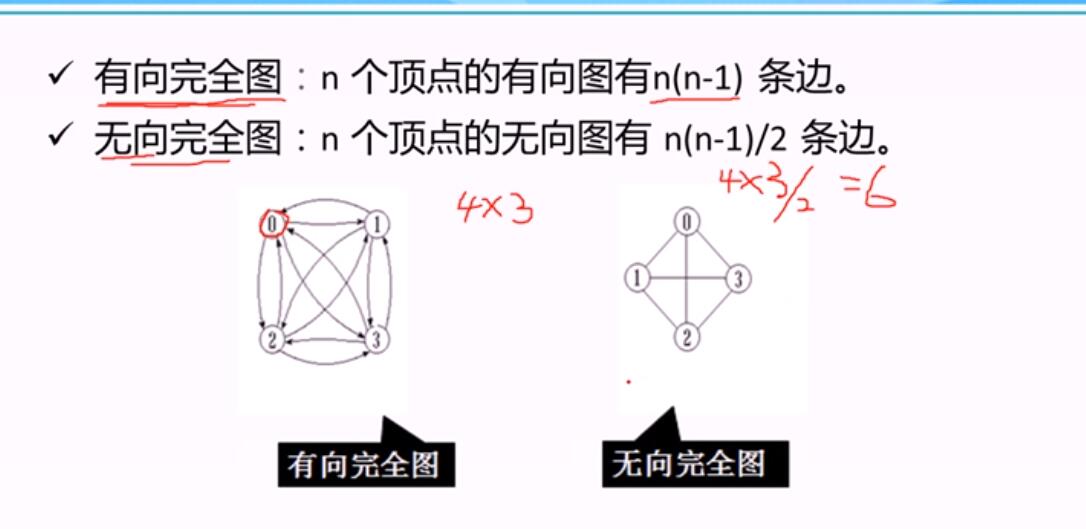 ✓ 有向完全图：n 个顶点的有向图有n(n-1) 条边。
✓ 无向完全图：n 个顶点的无向图有 n(n-1)/2 条边。
4×3
4×3/2 =6
0 1
2 3
0
1 3
2
有向完全图
无向完全图